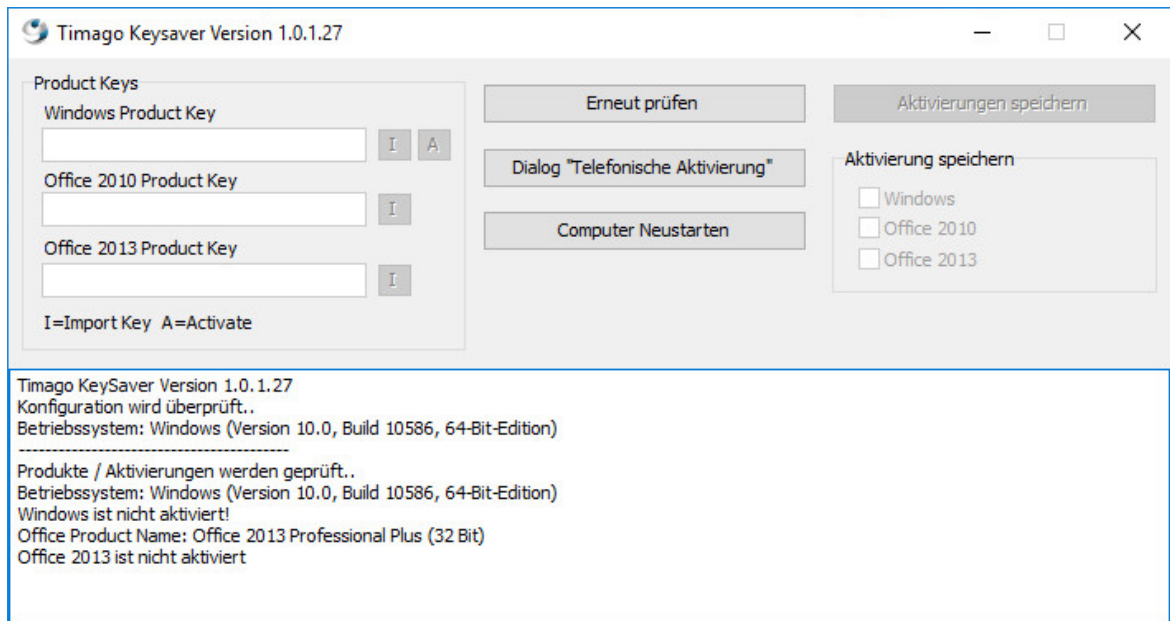 Timago Keysaver Version 1.0.1.27
Product Keys
Windows Product Key
I A
Office 2010 Product Key
I
Office 2013 Product Key
I
I=Import Key A=Activate
Erneut prüfen
Dialog "Telefonische Aktivierung"
Computer Neustarten
Aktivierungen speichern
Aktivierung speichern
Windows
Office 2010
Office 2013
Timago KeySaver Version 1.0.1.27
Konfiguration wird überprüft..
Betriebssystem: Windows (Version 10.0, Build 10586, 64-Bit-Edition)
-----------------------------------------
Produkte / Aktivierungen werden geprüft..
Betriebssystem: Windows (Version 10.0, Build 10586, 64-Bit-Edition)
Windows ist nicht aktiviert!
Office Product Name: Office 2013 Professional Plus (32 Bit)
Office 2013 ist nicht aktiviert